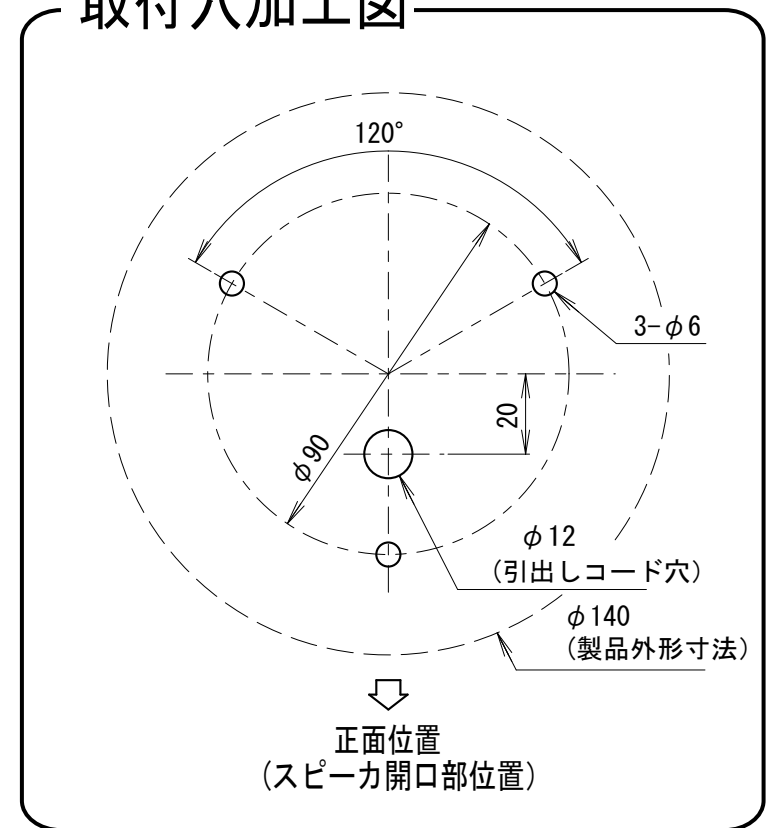 取付穴加工図
120°
3-φ6
20
φ90
φ12
(引出しコード穴)
φ140
(製品外形寸法)
正面位置
(スピーカ開口部位置)